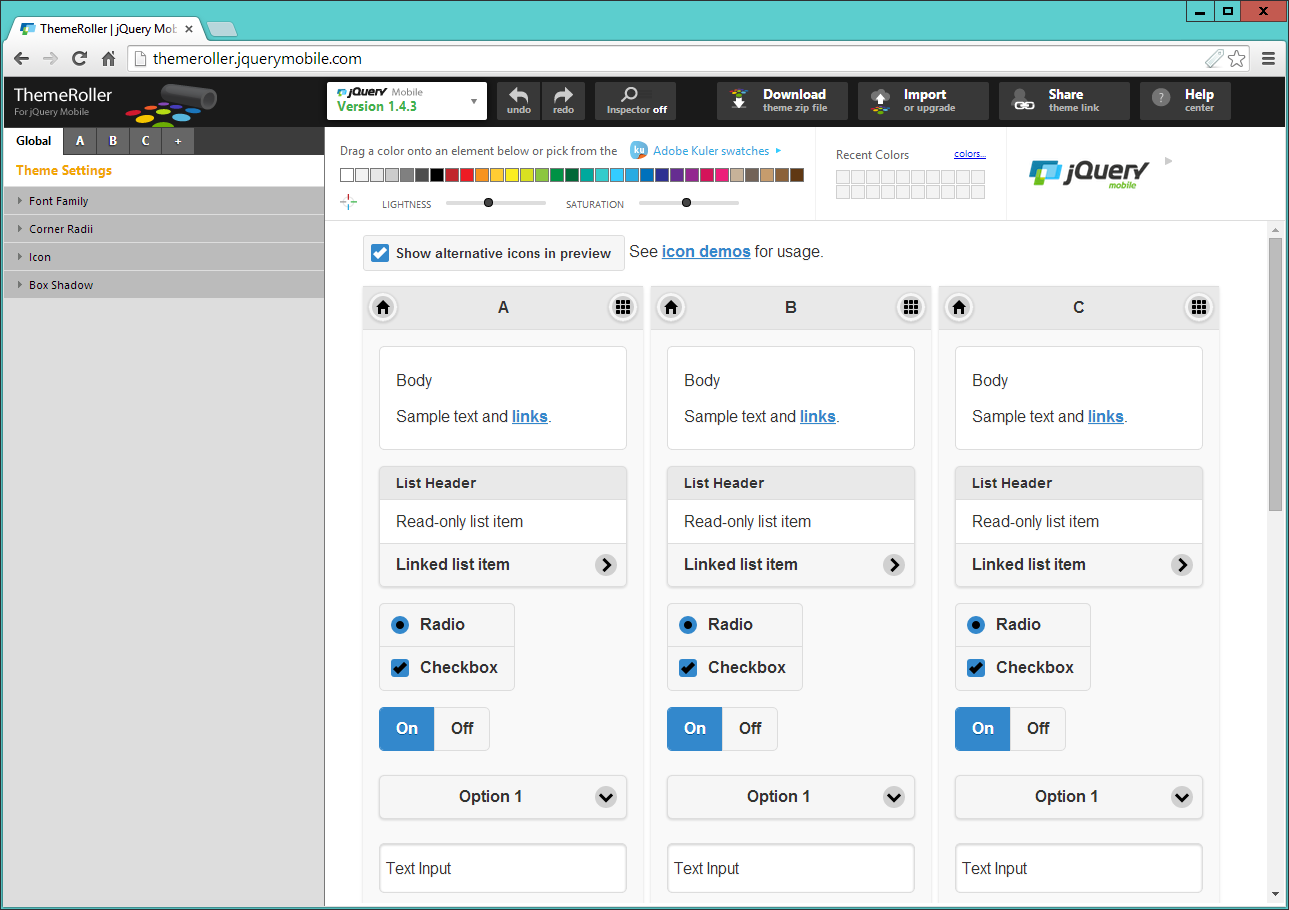 ThemeRoller | jQuery Mob
themeroller.jquerymobile.com
ThemeRoller
For jQuery Mobile
jQuery Mobile
Version 1.4.3
undo
redo
Inspector off
Download
theme zip file
Import
or upgrade
Share
theme link
?
Help
center
Global A B C +
Theme Settings
Font Family
Corner Radii
Icon
Box Shadow
Drag a color onto an element below or pick from the ku Adobe Kuler swatches
LIGHTNESS SATURATION
Recent Colors colors...
jQuery
mobile
Show alternative icons in preview See icon demos for usage.
A
Body
Sample text and links.
List Header
Read-only list item
Linked list item
Radio
Checkbox
On Off
Option 1
Text Input
B
Body
Sample text and links.
List Header
Read-only list item
Linked list item
Radio
Checkbox
On Off
Option 1
Text Input
C
Body
Sample text and links.
List Header
Read-only list item
Linked list item
Radio
Checkbox
On Off
Option 1
Text Input